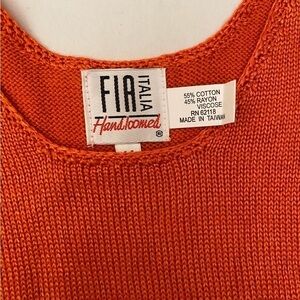 FIA
ITALIA
Handloomed
®
55% COTTON
45% RAYON
VISCOSE
RN 62118
MADE IN TAIWAN